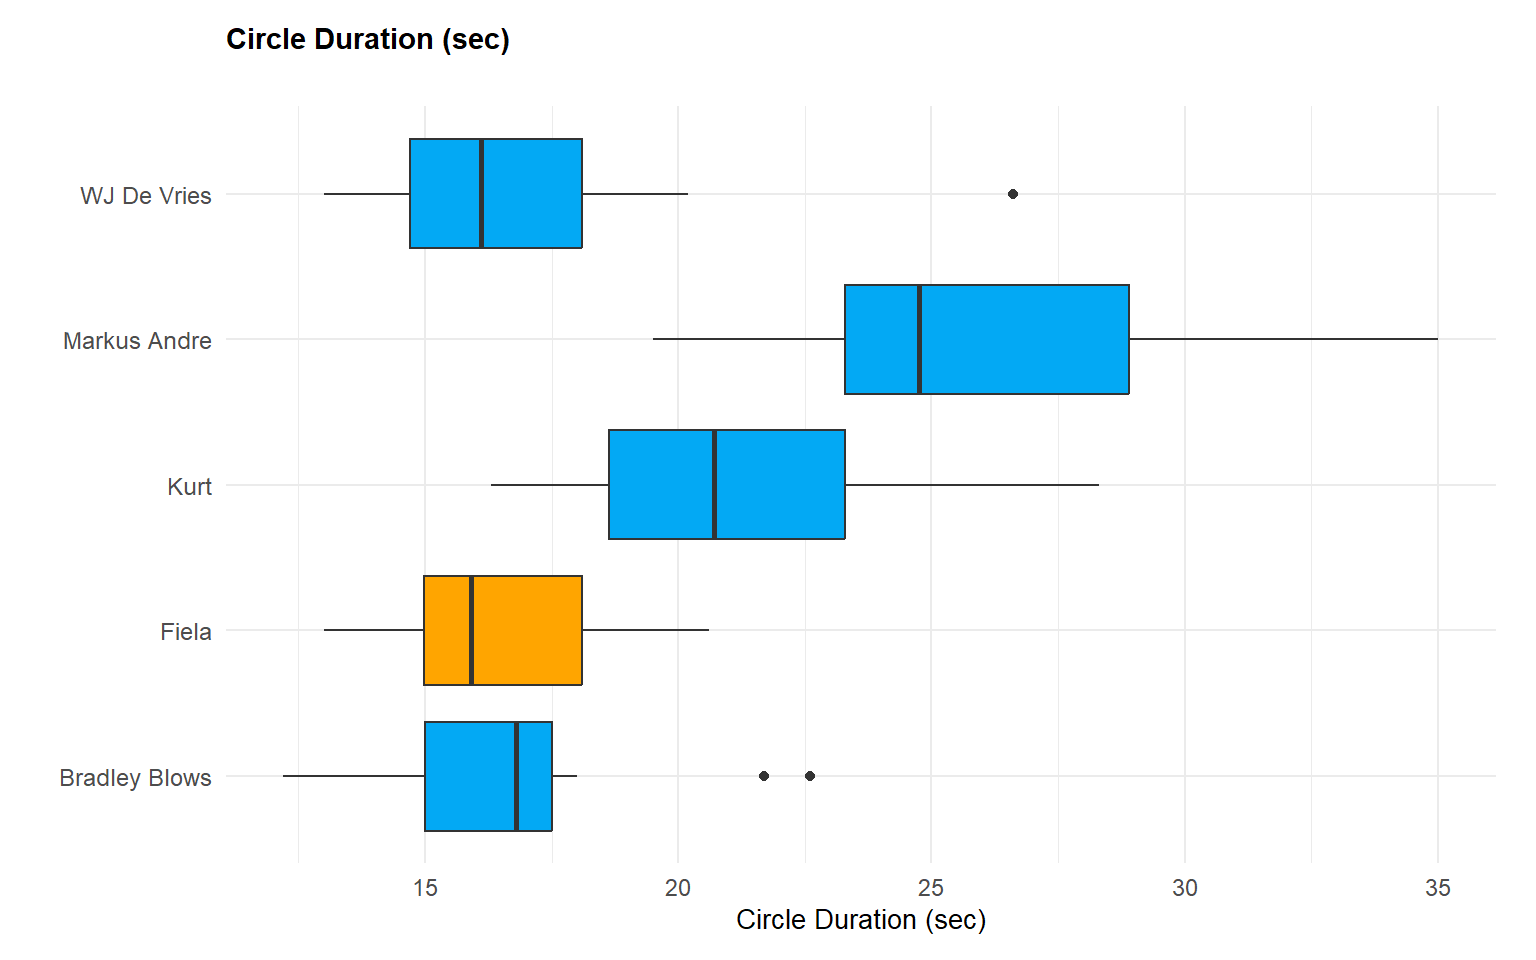 Circle Duration (sec)
WJ De Vries
Markus Andre
Kurt
Fiela
Bradley Blows
15 20 25 30 35
Circle Duration (sec)